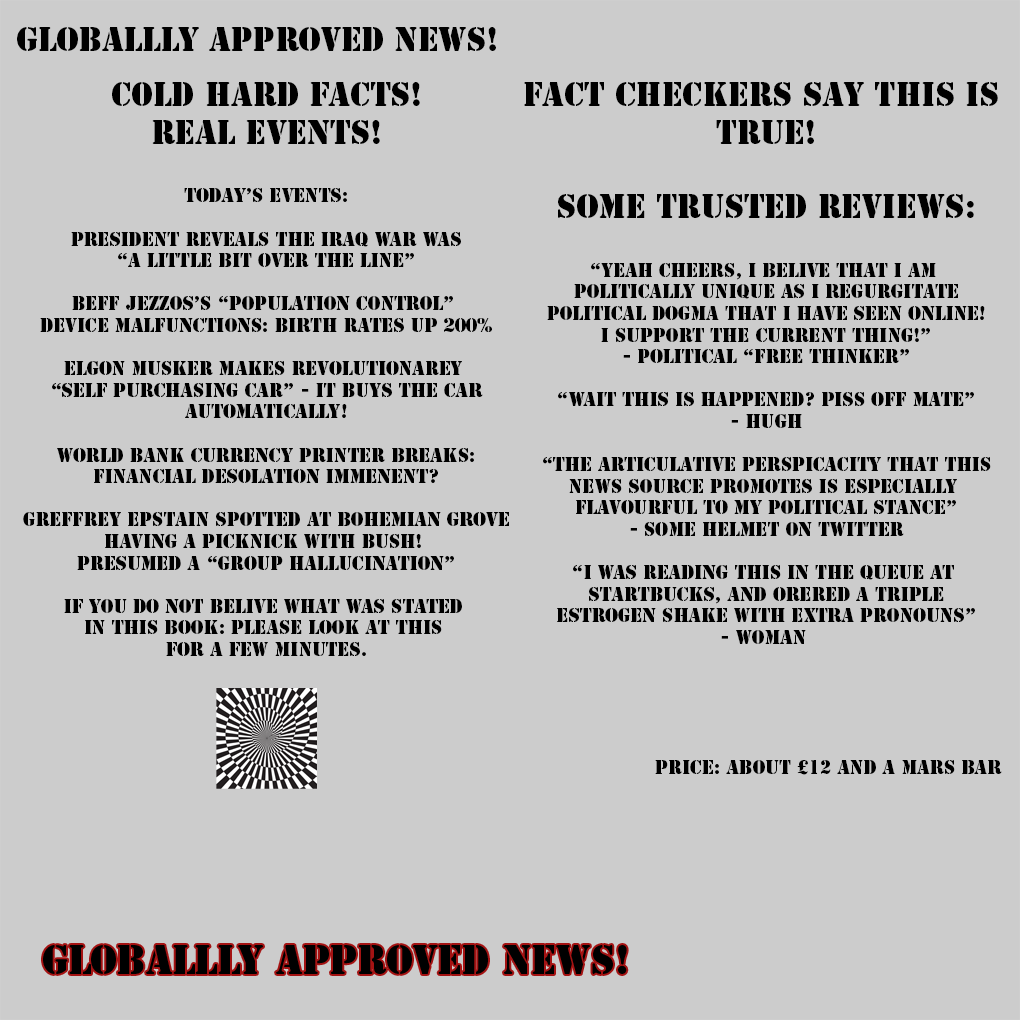 GLOBALLLY APPROVED NEWS!
COLD HARD FACTS!
REAL EVENTS!
TODAY'S EVENTS:
PRESIDENT REVEALS THE IRAQ WAR WAS
“A LITTLE BIT OVER THE LINE”
BEFF JEZZOS'S “POPULATION CONTROL”
DEVICE MALFUNCTIONS: BIRTH RATES UP 200%
ELGON MUSKER MAKES REVOLUTIONAREY
“SELF PURCHASING CAR” - IT BUYS THE CAR
AUTOMATICALLY!
WORLD BANK CURRENCY PRINTER BREAKS:
FINANCIAL DESOLATION IMMENENT?
GREFFREY EPSTAIN SPOTTED AT BOHEMIAN GROVE
HAVING A PICKNICK WITH BUSH!
PRESUMED A “GROUP HALLUCINATION”
IF YOU DO NOT BELIVE WHAT WAS STATED
IN THIS BOOK: PLEASE LOOK AT THIS
FOR A FEW MINUTES.
FACT CHECKERS SAY THIS IS
TRUE!
SOME TRUSTED REVIEWS:
“YEAH CHEERS, I BELIVE THAT I AM
POLITICALLY UNIQUE AS I REGURGITATE
POLITICAL DOGMA THAT I HAVE SEEN ONLINE!
I SUPPORT THE CURRENT THING!”
- POLITICAL “FREE THINKER”
“WAIT THIS IS HAPPENED? PISS OFF MATE”
- HUGH
“THE ARTICULATIVE PERSPICACITY THAT THIS
NEWS SOURCE PROMOTES IS ESPECIALLY
FLAVOURFUL TO MY POLITICAL STANCE”
- SOME HELMET ON TWITTER
“I WAS READING THIS IN THE QUEUE AT
STARTBUCKS, AND ORERED A TRIPLE
ESTROGEN SHAKE WITH EXTRA PRONOUNS”
- WOMAN
PRICE: ABOUT £12 AND A MARS BAR
GLOBALLLY APPROVED NEWS!